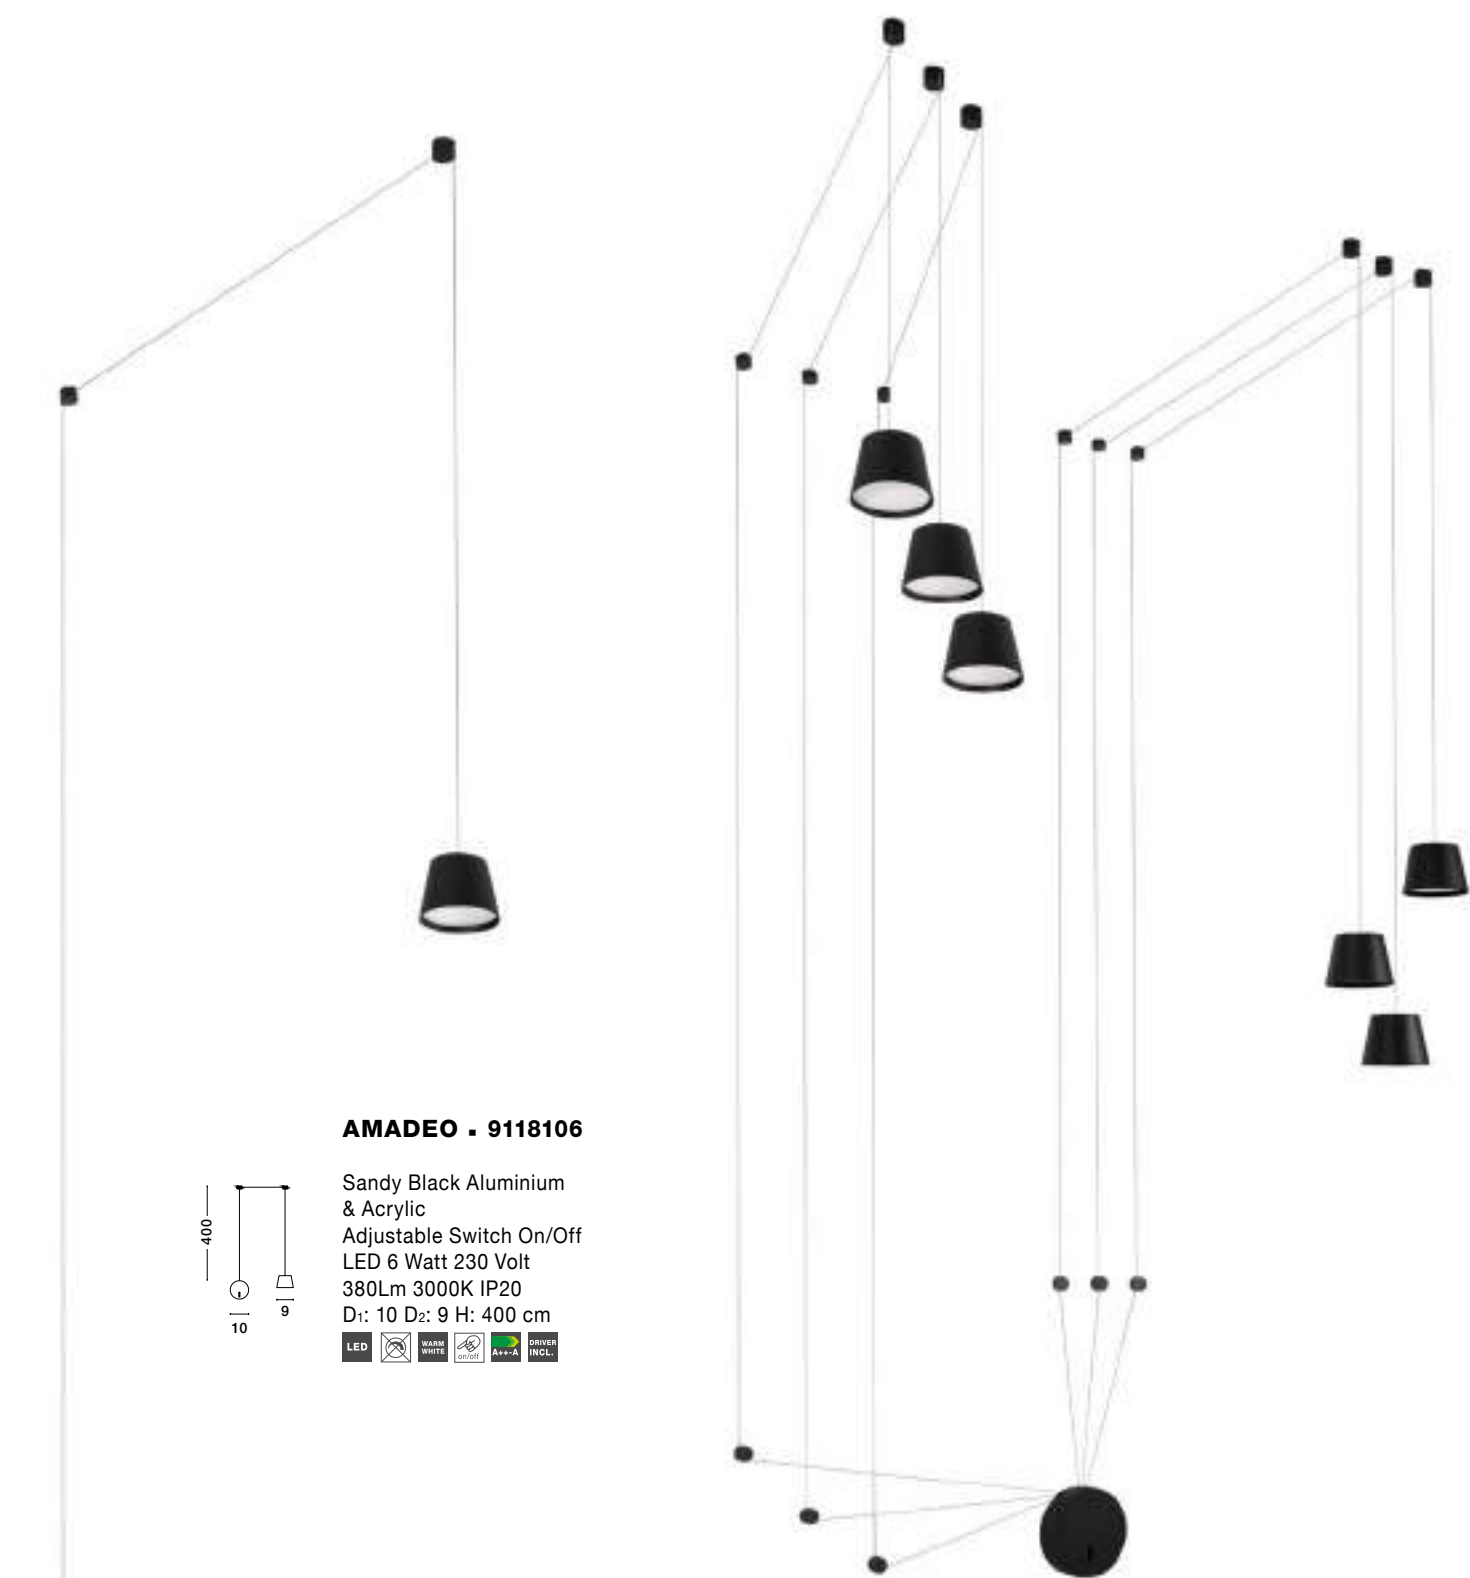 AMADEO . 9118106
Sandy Black Aluminium
& Acrylic
Adjustable Switch On/Off
LED 6 Watt 230 Volt
380Lm 3000K IP20
D₁: 10 D₂: 9 H: 400 cm
LED
WARM
WHITE
on/off
A++-A
DRIVER
INCL.
400
10
9